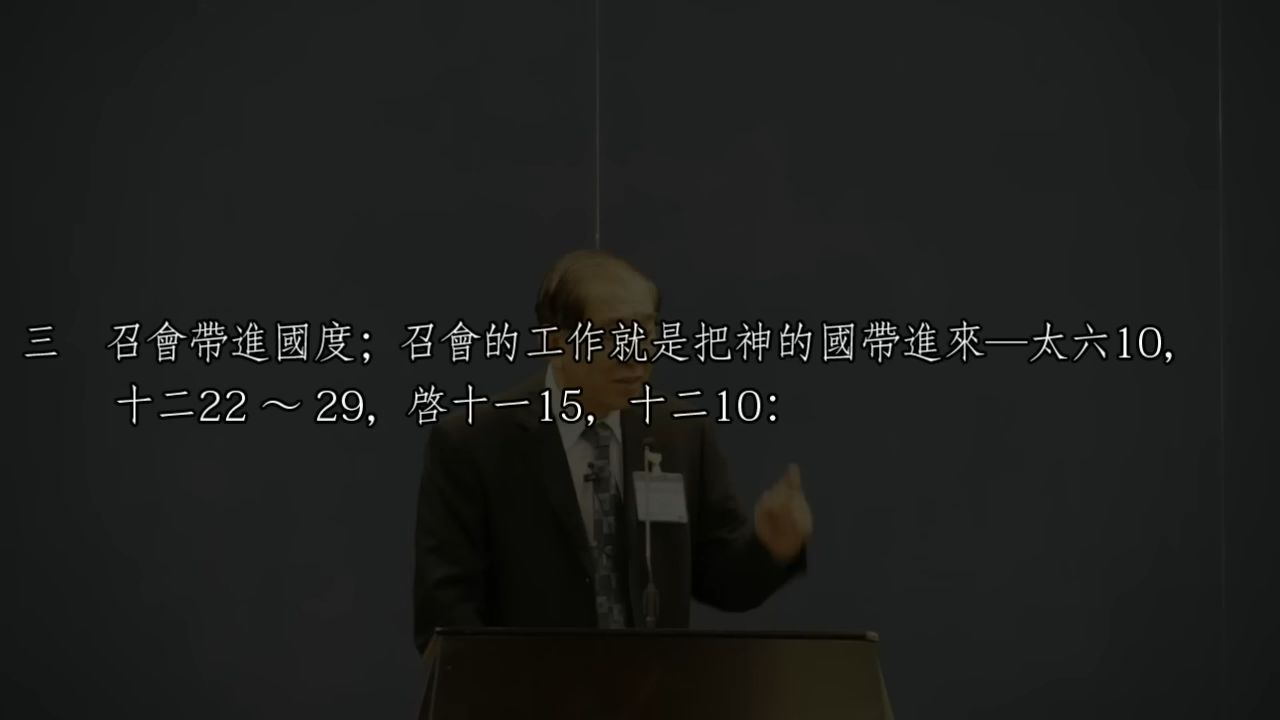 三　召會帶進國度；召會的工作就是把神的國帶進來—太六10，
十二22 ～ 29，啓十一15，十二10：